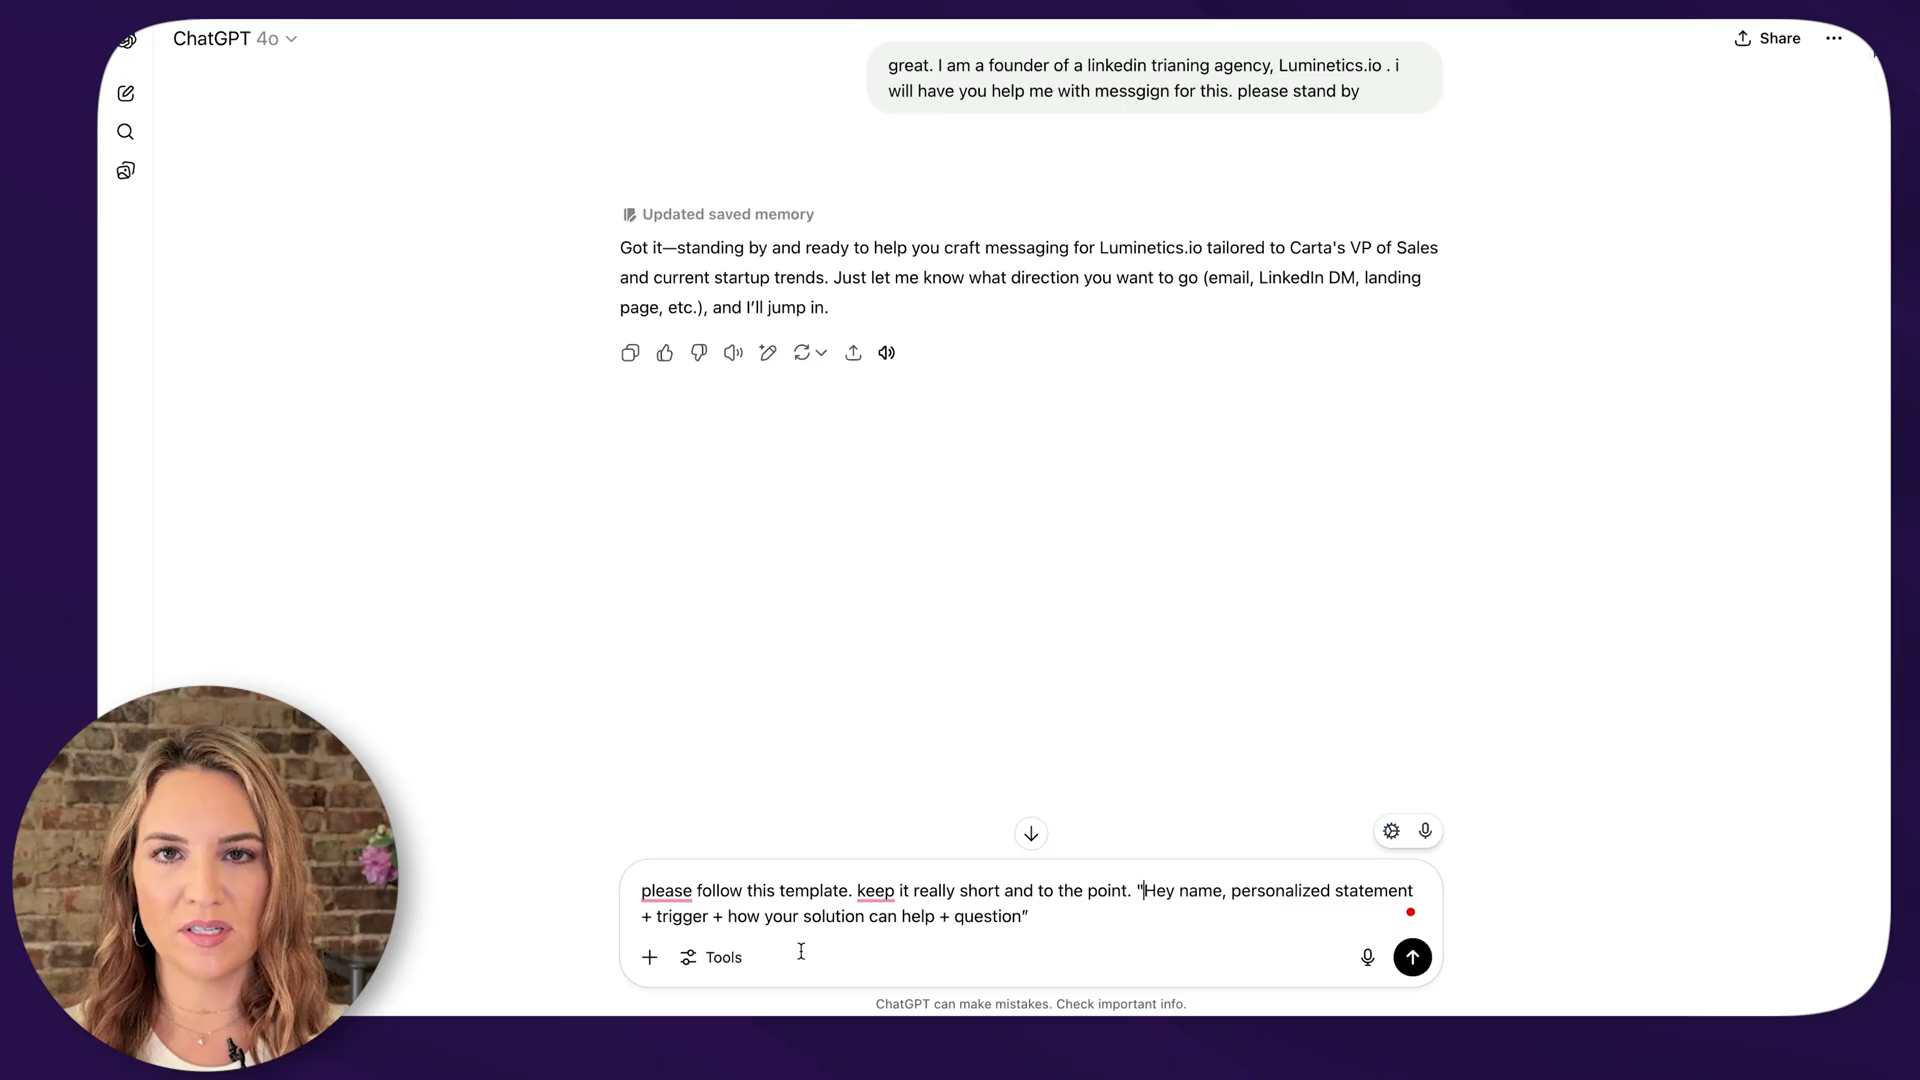 ChatGPT 4o
Share
great. I am a founder of a linkedin trianing agency, Luminetics.io . i
will have you help me with messgign for this. please stand by
Updated saved memory
Got it—standing by and ready to help you craft messaging for Luminetics.io tailored to Carta's VP of Sales
and current startup trends. Just let me know what direction you want to go (email, LinkedIn DM, landing
page, etc.), and I’ll jump in.
please follow this template. keep it really short and to the point. "Hey name, personalized statement
+ trigger + how your solution can help + question”
Tools
ChatGPT can make mistakes. Check important info.